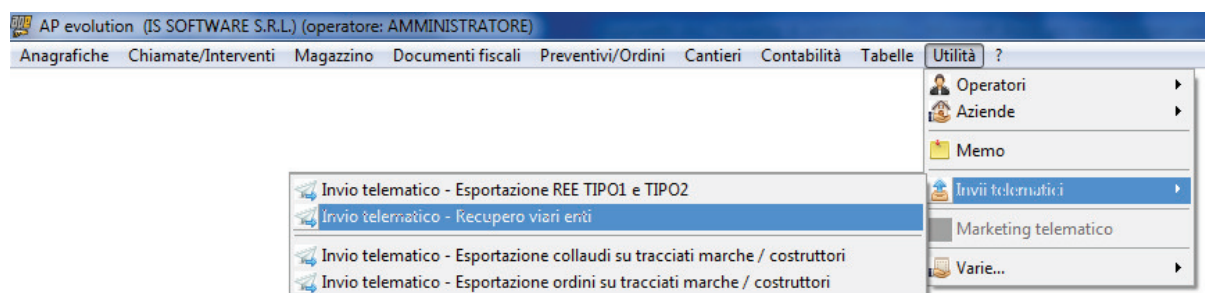 AP evolution (IS SOFTWARE S.R.L.) (operatore: AMMINISTRATORE)
Anagrafiche Chiamate/Interventi Magazzino Documenti fiscali Preventivi/Ordini Cantieri Contabilità Tabelle Utilità ?
Operatori
Aziende
Memo
Invii telematici
Marketing telematico
Varie...
Invio telematico - Esportazione REE TIPO1 e TIPO2
Invio telematico - Recupero viari enti
Invio telematico - Esportazione collaudi su tracciati marche / costruttori
Invio telematico - Esportazione ordini su tracciati marche / costruttori